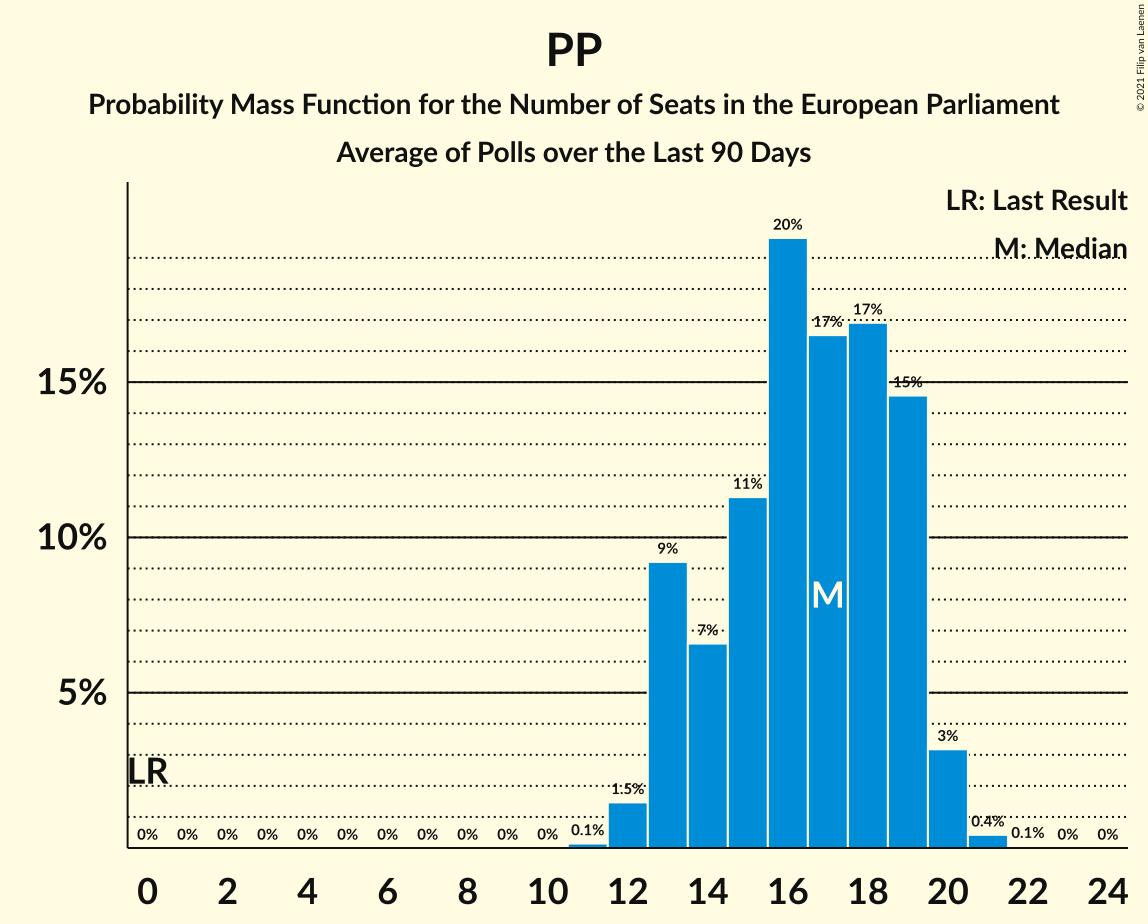 PP
Probability Mass Function for the Number of Seats in the European Parliament
Average of Polls over the Last 90 Days
© 2021 Filip van Laenen
LR: Last Result
M: Median
20%
17%
17%
15%
15%
11%
10%
9%
M
7%
5%
3%
LR
1.5%
0% 0% 0% 0% 0% 0% 0% 0% 0% 0% 0% 0.1% 0.4% 0.1% 0% 0%
0 2 4 6 8 10 12 14 16 18 20 22 24